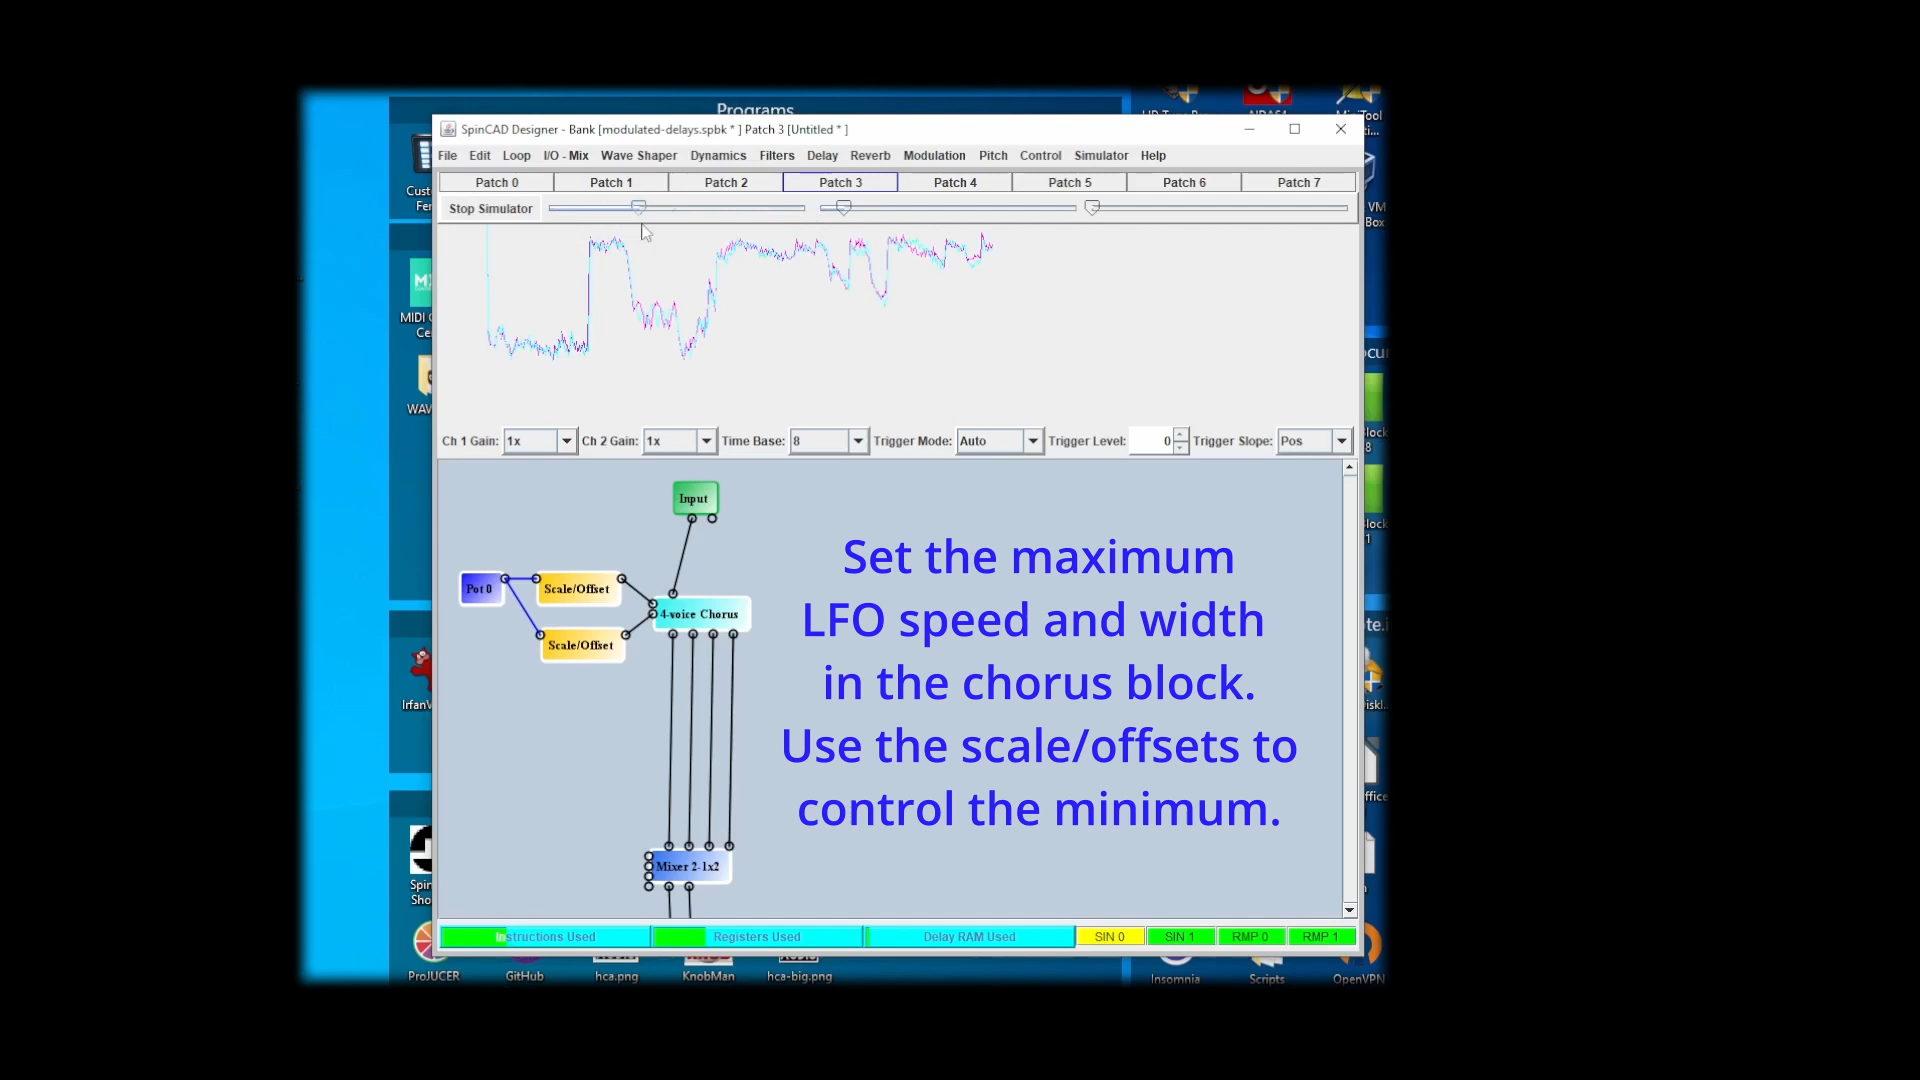 Programs
SpinCAD Designer - Bank [modulated-delays.spbk * ] Patch 3 [Untitled * ]
File Edit Loop I/O - Mix Wave Shaper Dynamics Filters Delay Reverb Modulation Pitch Control Simulator Help
Patch 0 Patch 1 Patch 2 Patch 3 Patch 4 Patch 5 Patch 6 Patch 7
Stop Simulator
Ch 1 Gain: 1x Ch 2 Gain: 1x Time Base: 8 Trigger Mode: Auto Trigger Level: 0 Trigger Slope: Pos
Input
Pot 0
Scale/Offset
4-voice Chorus
Scale/Offset
Mixer 2-1x2
Set the maximum
LFO speed and width
in the chorus block.
Use the scale/offsets to
control the minimum.
Instructions Used Registers Used Delay RAM Used SIN 0 SIN 1 RMP 0 RMP 1
ProJUCER GitHub hca.png KnobMan hca-big.png
Insomnia Scripts OpenVPN
VM
Box
MIDI